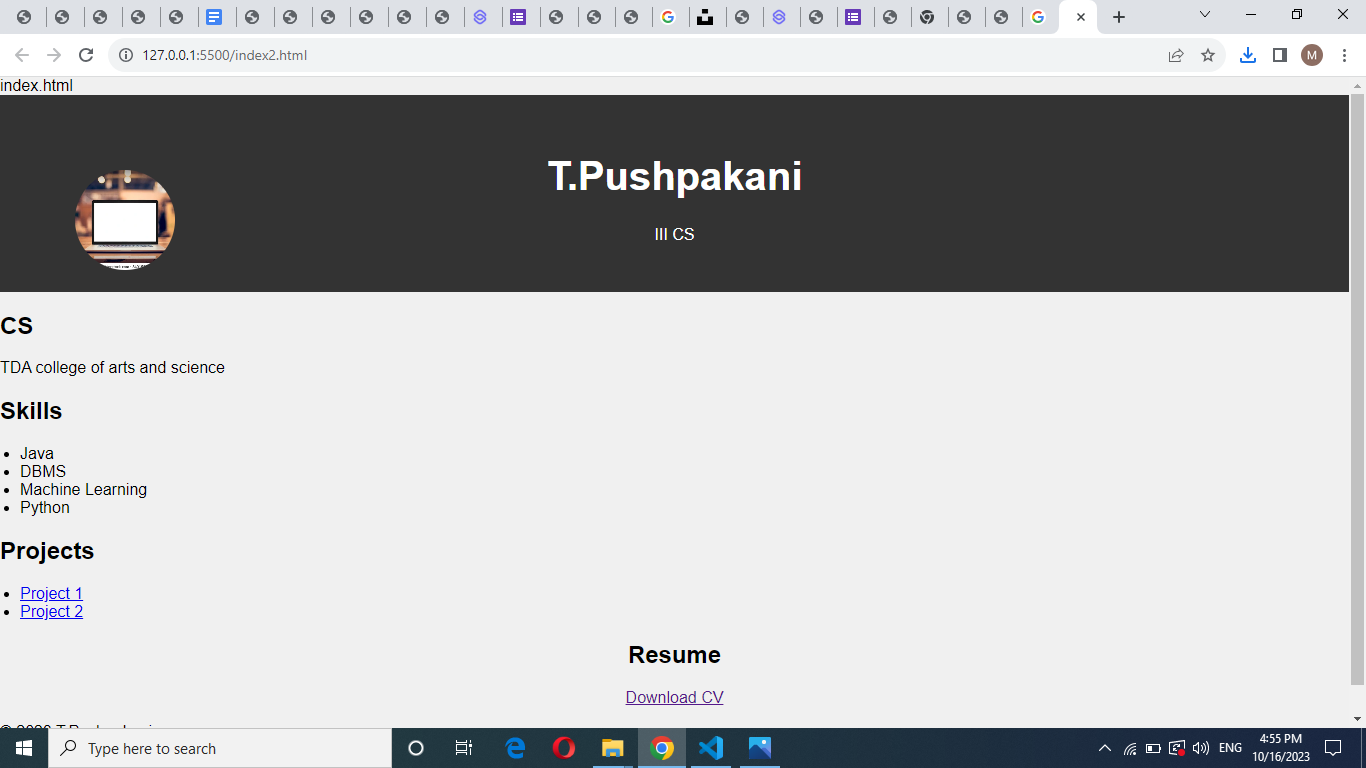 127.0.0.1:5500/index2.html
M
index.html
T.Pushpakani
III CS
CS
TDA college of arts and science
Skills
Java
DBMS
Machine Learning
Python
Projects
Project 1
Project 2
Resume
Download CV
Type here to search
ENG
4:55 PM
10/16/2023